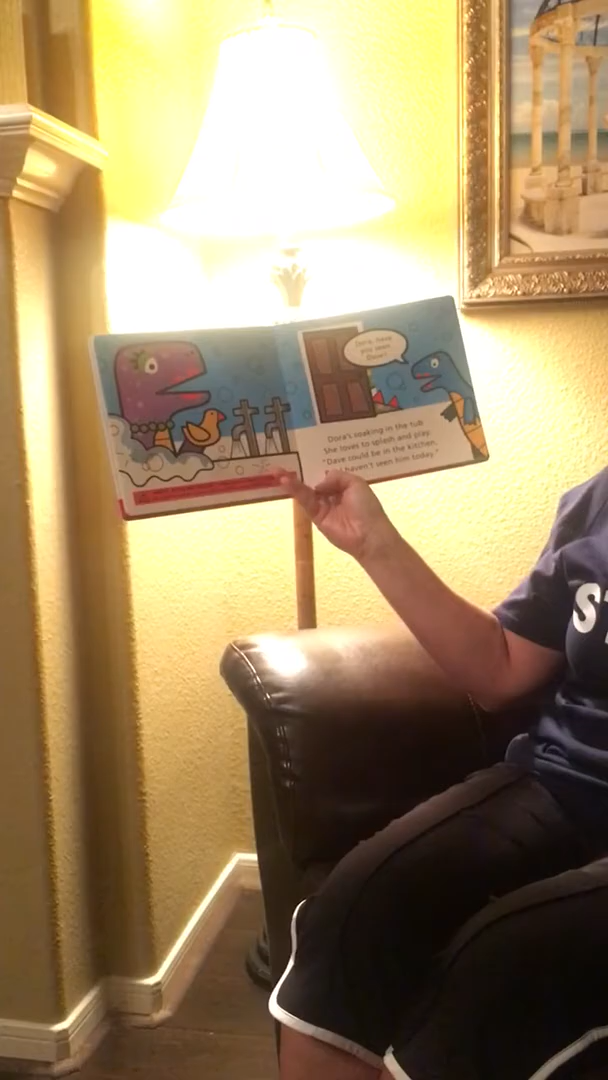 Dora, have
you seen
Dave?
Dora's soaking in the tub.
She loves to splash and play.
"Dave could be in the kitchen,
haven't seen him today."
S